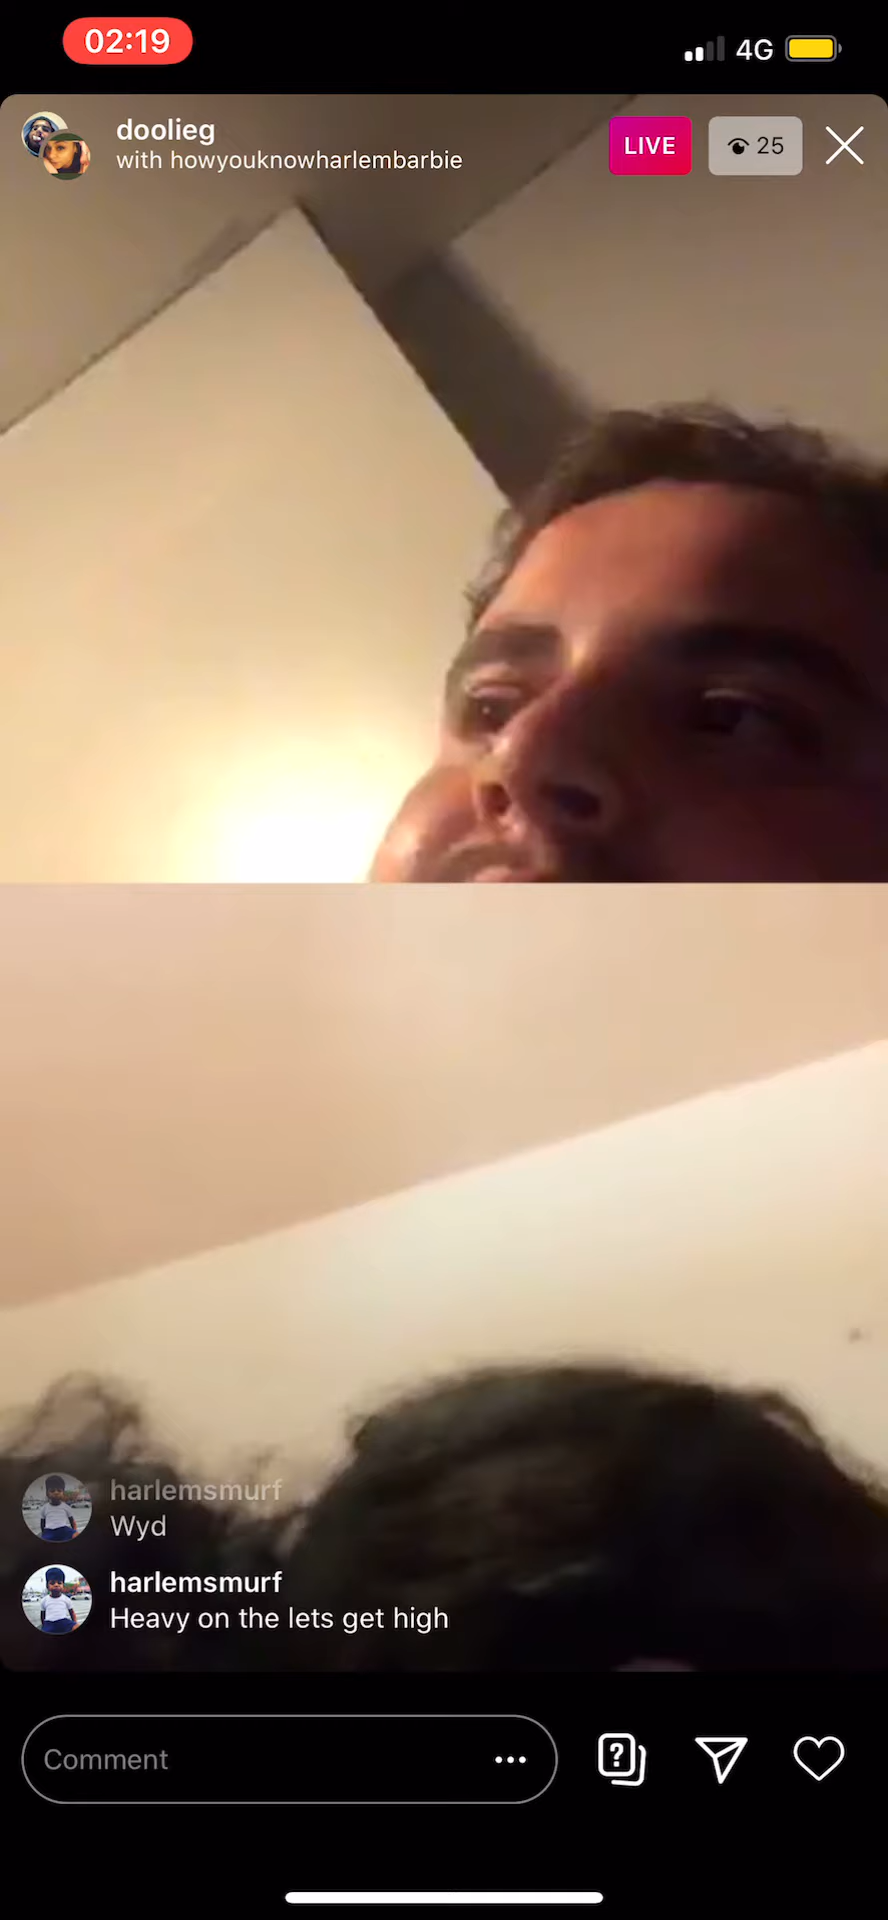 02:19
4G
doolieg
with howyouknowharlembarbie
LIVE
25
harlemsmurf
Wyd
harlemsmurf
Heavy on the lets get high
Comment